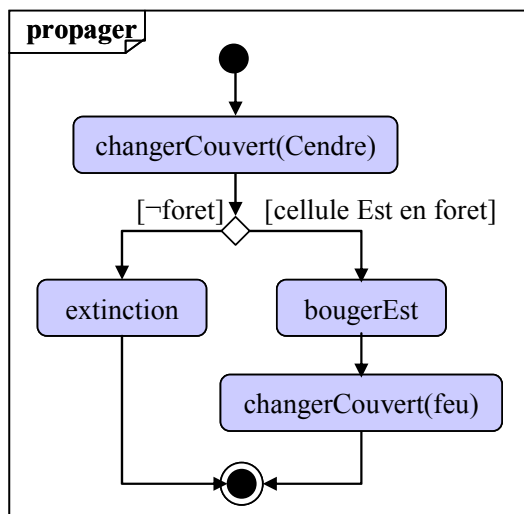 propager
changerCouvert(Cendre)
[¬foret] [cellule Est en foret]
extinction bougerEst
changerCouvert(feu)